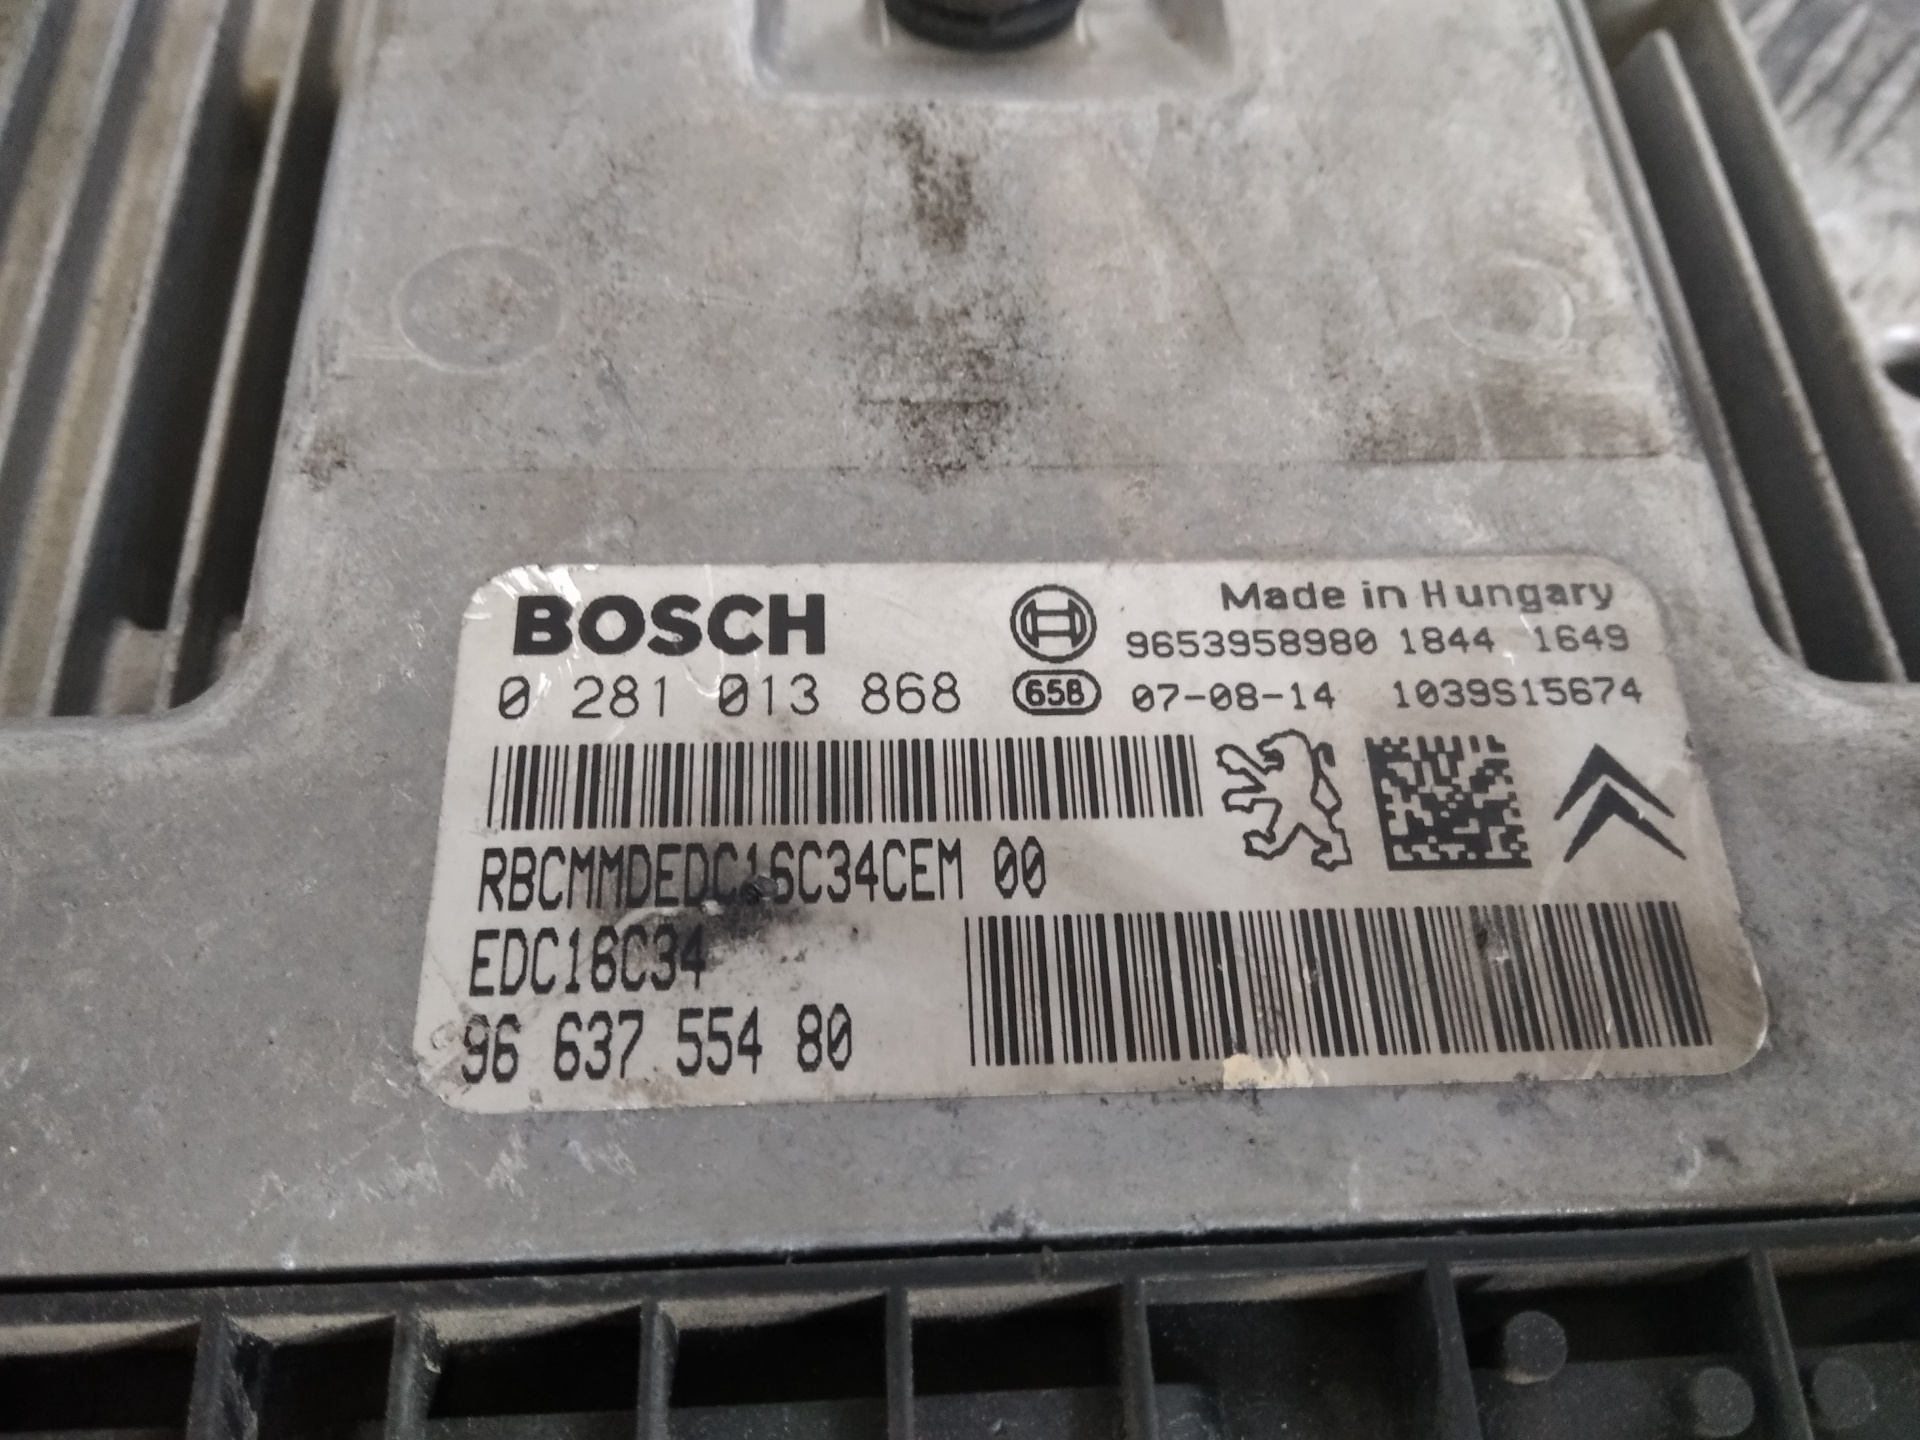 BOSCH
Made in Hungary
9653958980 1844 1649
0 281 013 868
658 07-08-14 1039S15674
RBCMMDEDC16C34CEM 00
EDC16C34
96 637 554 80